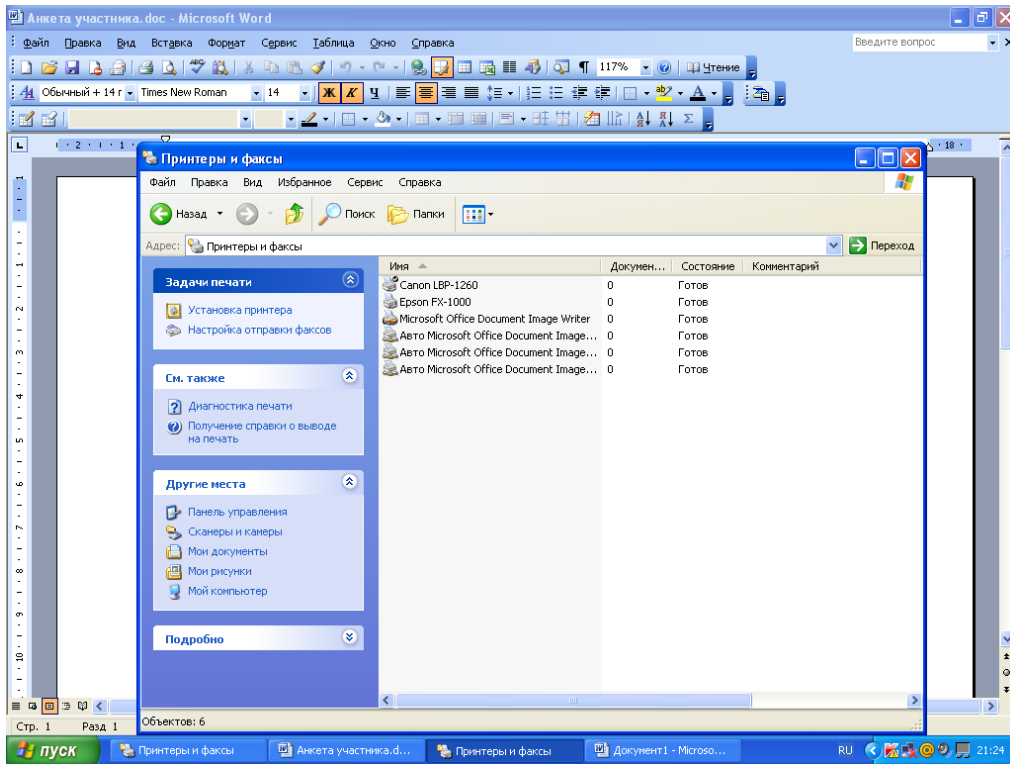 Анкета участника.doc - Microsoft Word
Файл Правка Вид Вставка Формат Сервис Таблица Окно Справка Введите вопрос
117% Чтение
Обычный + 14 г Times New Roman 14 Ж К Ч
Принтеры и факсы
Файл Правка Вид Избранное Сервис Справка
Назад Поиск Папки
Адрес: Принтеры и факсы Переход
Имя Докумен... Состояние Комментарий
Canon LBP-1260 0 Готов
Epson FX-1000 0 Готов
Microsoft Office Document Image Writer 0 Готов
Авто Microsoft Office Document Image... 0 Готов
Авто Microsoft Office Document Image... 0 Готов
Авто Microsoft Office Document Image... 0 Готов
Задачи печати
Установка принтера
Настройка отправки факсов
См. также
Диагностика печати
Получение справки о выводе
на печать
Другие места
Панель управления
Сканеры и камеры
Мои документы
Мои рисунки
Мой компьютер
Подробно
Объектов: 6
Стр. 1 Разд 1
пуск Принтеры и факсы Анкета участника.d... Принтеры и факсы Документ1 - Microso... RU 21:24